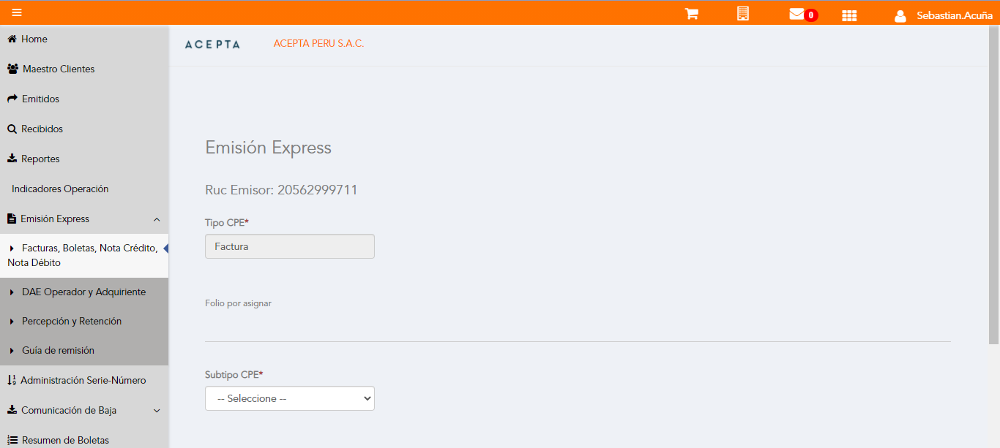 0
Sebastian.Acuña
Home
Maestro Clientes
Emitidos
Recibidos
Reportes
Indicadores Operación
Emisión Express
Facturas, Boletas, Nota Crédito,
Nota Débito
DAE Operador y Adquiriente
Percepción y Retención
Guía de remisión
Administración Serie-Número
Comunicación de Baja
Resumen de Boletas
ACEPTA
ACEPTA PERU S.A.C.
Emisión Express
Ruc Emisor: 20562999711
Tipo CPE*
Factura
Folio por asignar
Subtipo CPE*
-- Seleccione --